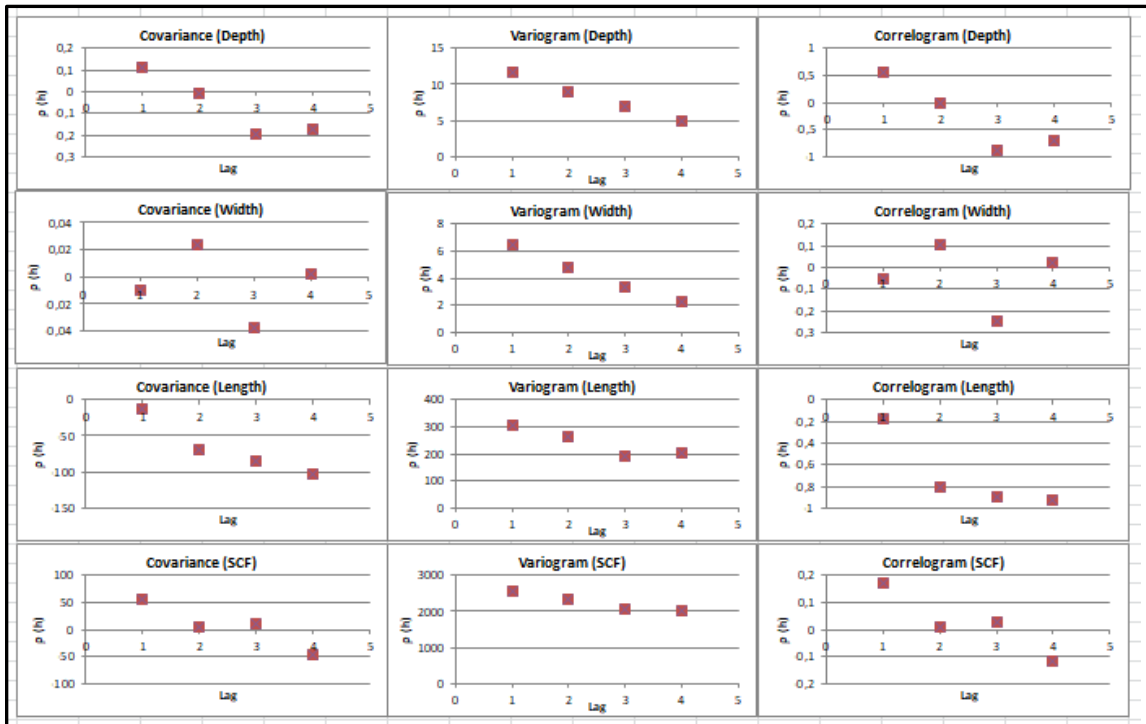 Covariance (Depth)
0,2
0,1
0
0,1
0,2
0,3
0 1 2 3 4 5
ρ (h)
Lag
Variogram (Depth)
15
10
5
0
0 1 2 3 4 5
ρ (h)
Lag
Correlogram (Depth)
1
0,5
0
0,5
1
0 1 2 3 4 5
ρ (h)
Lag
Covariance (Width)
0,04
0,02
0
0,02
0,04
0 1 2 3 4 5
ρ (h)
Lag
Variogram (Width)
8
6
4
2
0
0 1 2 3 4 5
ρ (h)
Lag
Correlogram (Width)
0,2
0,1
0
0,1
0,2
0,3
0 1 2 3 4 5
ρ (h)
Lag
Covariance (Length)
0
-50
-100
-150
0 1 2 3 4 5
ρ (h)
Lag
Variogram (Length)
400
300
200
100
0
0 1 2 3 4 5
ρ (h)
Lag
Correlogram (Length)
0
0,2
0,4
0,6
0,8
1
0 1 2 3 4 5
ρ (h)
Lag
Covariance (SCF)
100
50
0
-50
-100
0 1 2 3 4 5
ρ (h)
Lag
Variogram (SCF)
3000
2000
1000
0
0 1 2 3 4 5
ρ (h)
Lag
Correlogram (SCF)
0,2
0,1
0
0,1
0,2
0 1 2 3 4 5
ρ (h)
Lag